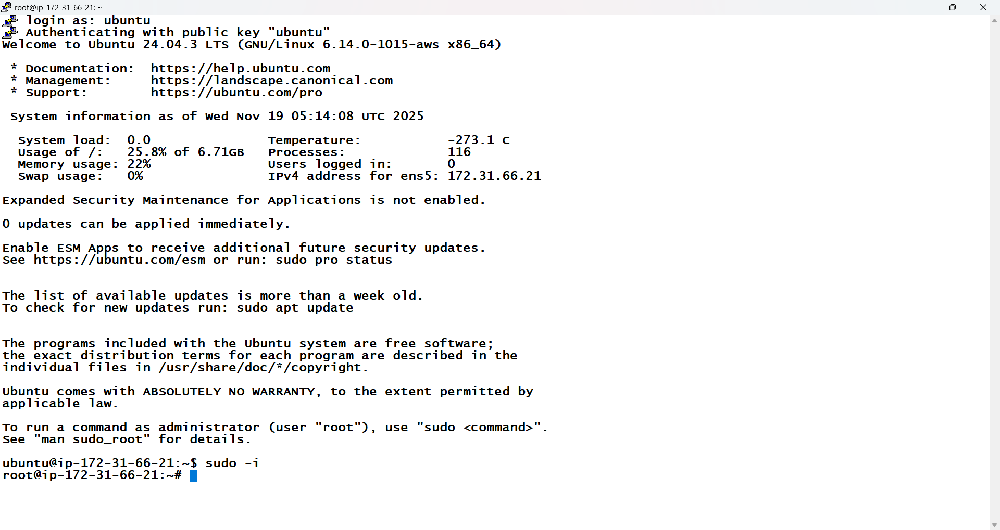 root@ip-172-31-66-21: ~
login as: ubuntu
Authenticating with public key "ubuntu"
Welcome to Ubuntu 24.04.3 LTS (GNU/Linux 6.14.0-1015-aws x86_64)

 * Documentation:  https://help.ubuntu.com
 * Management:     https://landscape.canonical.com
 * Support:        https://ubuntu.com/pro

 System information as of Wed Nov 19 05:14:08 UTC 2025

  System load:  0.0               Temperature:           -273.1 C
  Usage of /:   25.8% of 6.71GB   Processes:             116
  Memory usage: 22%               Users logged in:       0
  Swap usage:   0%                IPv4 address for ens5: 172.31.66.21

Expanded Security Maintenance for Applications is not enabled.

0 updates can be applied immediately.

Enable ESM Apps to receive additional future security updates.
See https://ubuntu.com/esm or run: sudo pro status


The list of available updates is more than a week old.
To check for new updates run: sudo apt update


The programs included with the Ubuntu system are free software;
the exact distribution terms for each program are described in the
individual files in /usr/share/doc/*/copyright.

Ubuntu comes with ABSOLUTELY NO WARRANTY, to the extent permitted by
applicable law.

To run a command as administrator (user "root"), use "sudo <command>".
See "man sudo_root" for details.

ubuntu@ip-172-31-66-21:~$ sudo -i
root@ip-172-31-66-21:~#